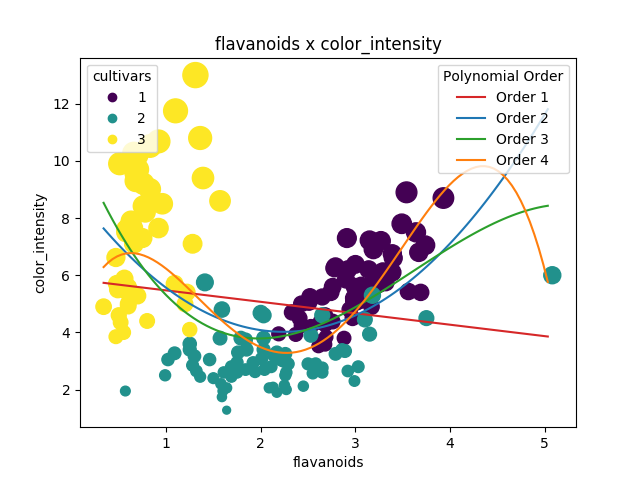 flavanoids x color_intensity
cultivars
1
2
3
Polynomial Order
Order 1
Order 2
Order 3
Order 4
color_intensity
12
10
8
6
4
2
1
2
3
4
5
flavanoids